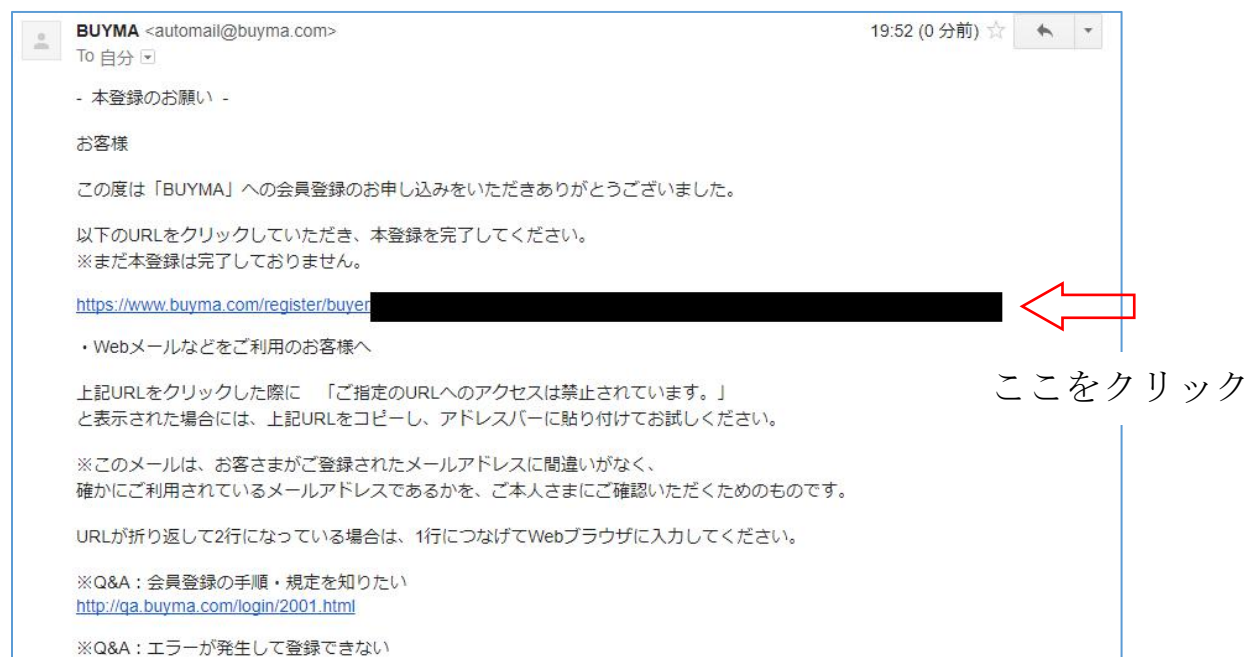 BUYMA <automail@buyma.com> 19:52 (0 分前)
To 自分
- 本登録のお願い -
お客様
この度は「BUYMA」への会員登録のお申し込みをいただきありがとうございました。
以下のURLをクリックしていただき、本登録を完了してください。
※まだ本登録は完了しておりません。
https://www.buyma.com/register/buyer
・Webメールなどをご利用のお客様へ
上記URLをクリックした際に 「ご指定のURLへのアクセスは禁止されています。」
と表示された場合には、上記URLをコピーし、アドレスバーに貼り付けてお試しください。
ここをクリック
※このメールは、お客さまがご登録されたメールアドレスに間違いがなく、
確かにご利用されているメールアドレスであるかを、ご本人さまにご確認いただくためのものです。
URLが折り返して2行になっている場合は、1行につなげてWebブラウザに入力してください。
※Q&A：会員登録の手順・規定を知りたい
http://qa.buyma.com/login/2001.html
※Q&A：エラーが発生して登録できない